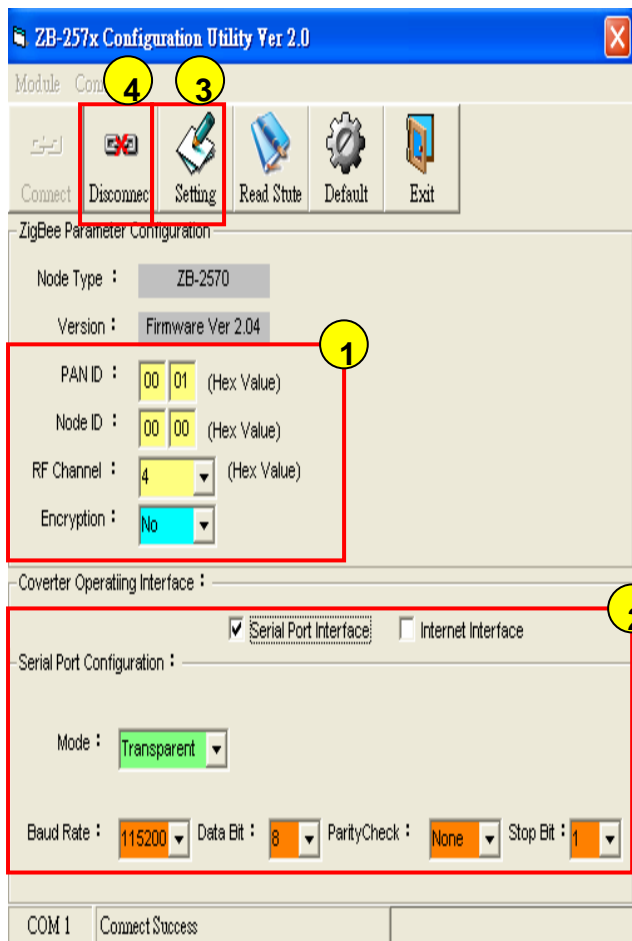 ZB-257x Configuration Utility Ver 2.0
Module Con
4 3
Connect Disconnect Setting Read Stute Default Exit
ZigBee Parameter Configuration
Node Type : ZB-2570
Version : Firmware Ver 2.04
1
PAN ID : 00 01 (Hex Value)
Node ID : 00 00 (Hex Value)
RF Channel : 4 (Hex Value)
Encryption : No
Coverter Operatiing Interface :
2
Serial Port Interface Internet Interface
Serial Port Configuration :
Mode : Transparent
Baud Rate : 115200 Data Bit : 8 ParityCheck : None Stop Bit : 1
COM 1 Connect Success